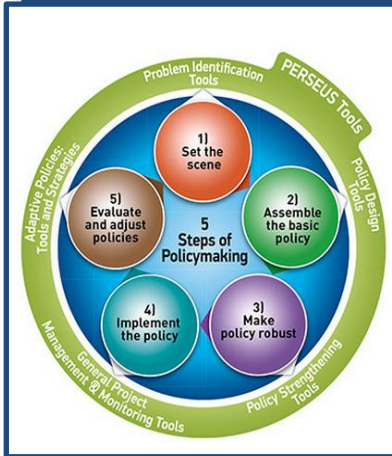 PERSEUS Tools
Problem Identification
Tools
Policy Design
Tools
Policy Strengthening
Tools
General Project
Management & Monitoring Tools
Adaptive Policies:
Tools and Strategies
1)
Set the
scene
2)
Assemble
the basic
policy
3)
Make
policy robust
4)
Implement
the policy
5)
Evaluate
and adjust
policies
5
Steps of
Policymaking